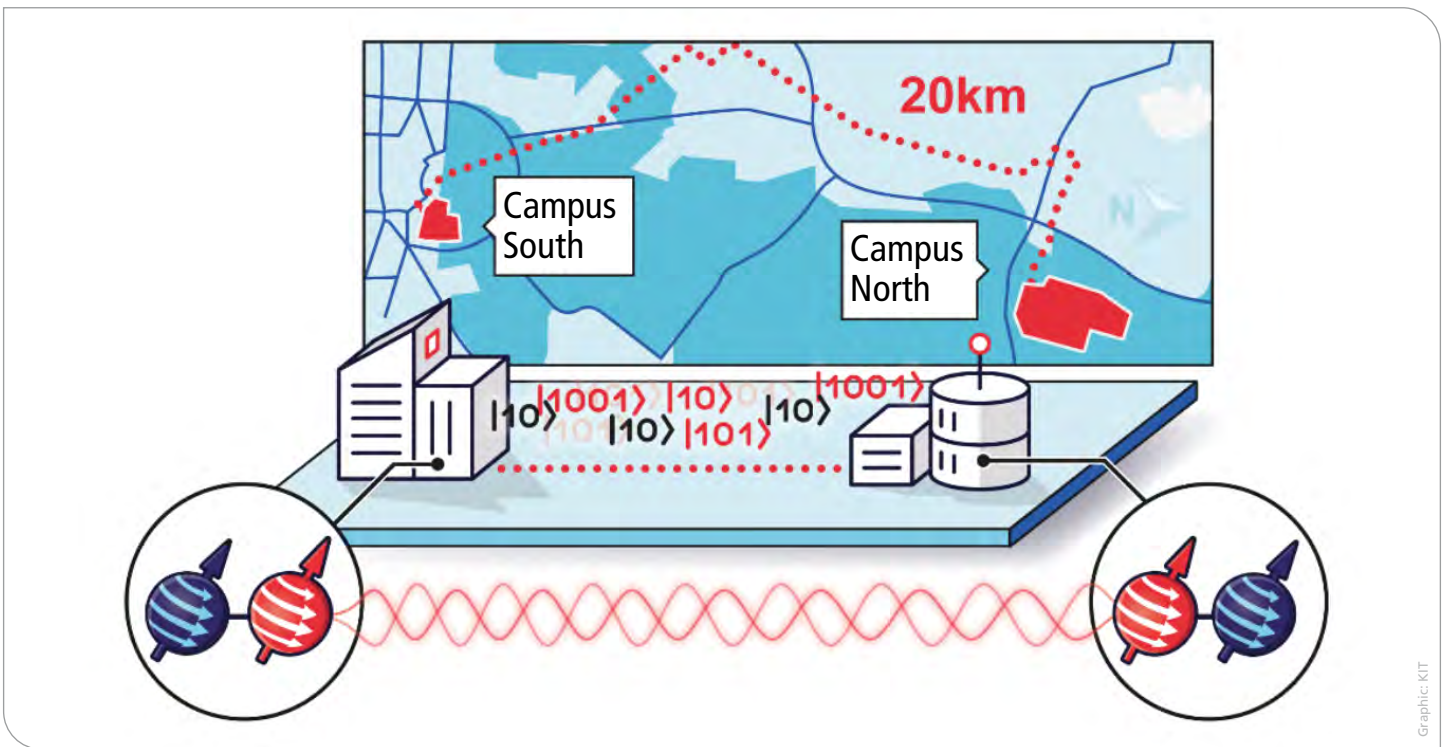 20km
Campus
South
Campus
North
N
|10⟩ |1001⟩ |10⟩ |10⟩ |1001⟩
|10⟩ |101⟩
Graphic: KIT